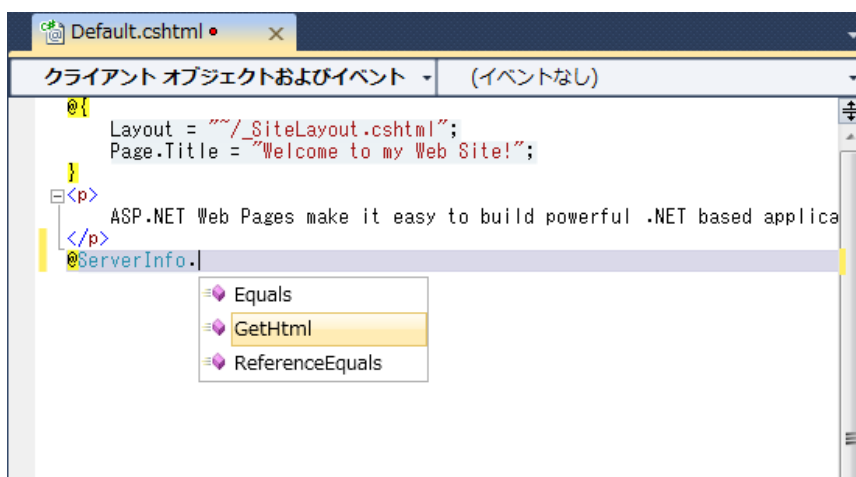 Default.cshtml
クライアント オブジェクトおよびイベント
(イベントなし)
@{
Layout = "~/_SiteLayout.cshtml";
Page.Title = "Welcome to my Web Site!";
}
<p>
ASP.NET Web Pages make it easy to build powerful .NET based applica
</p>
@ServerInfo.
Equals
GetHtml
ReferenceEquals